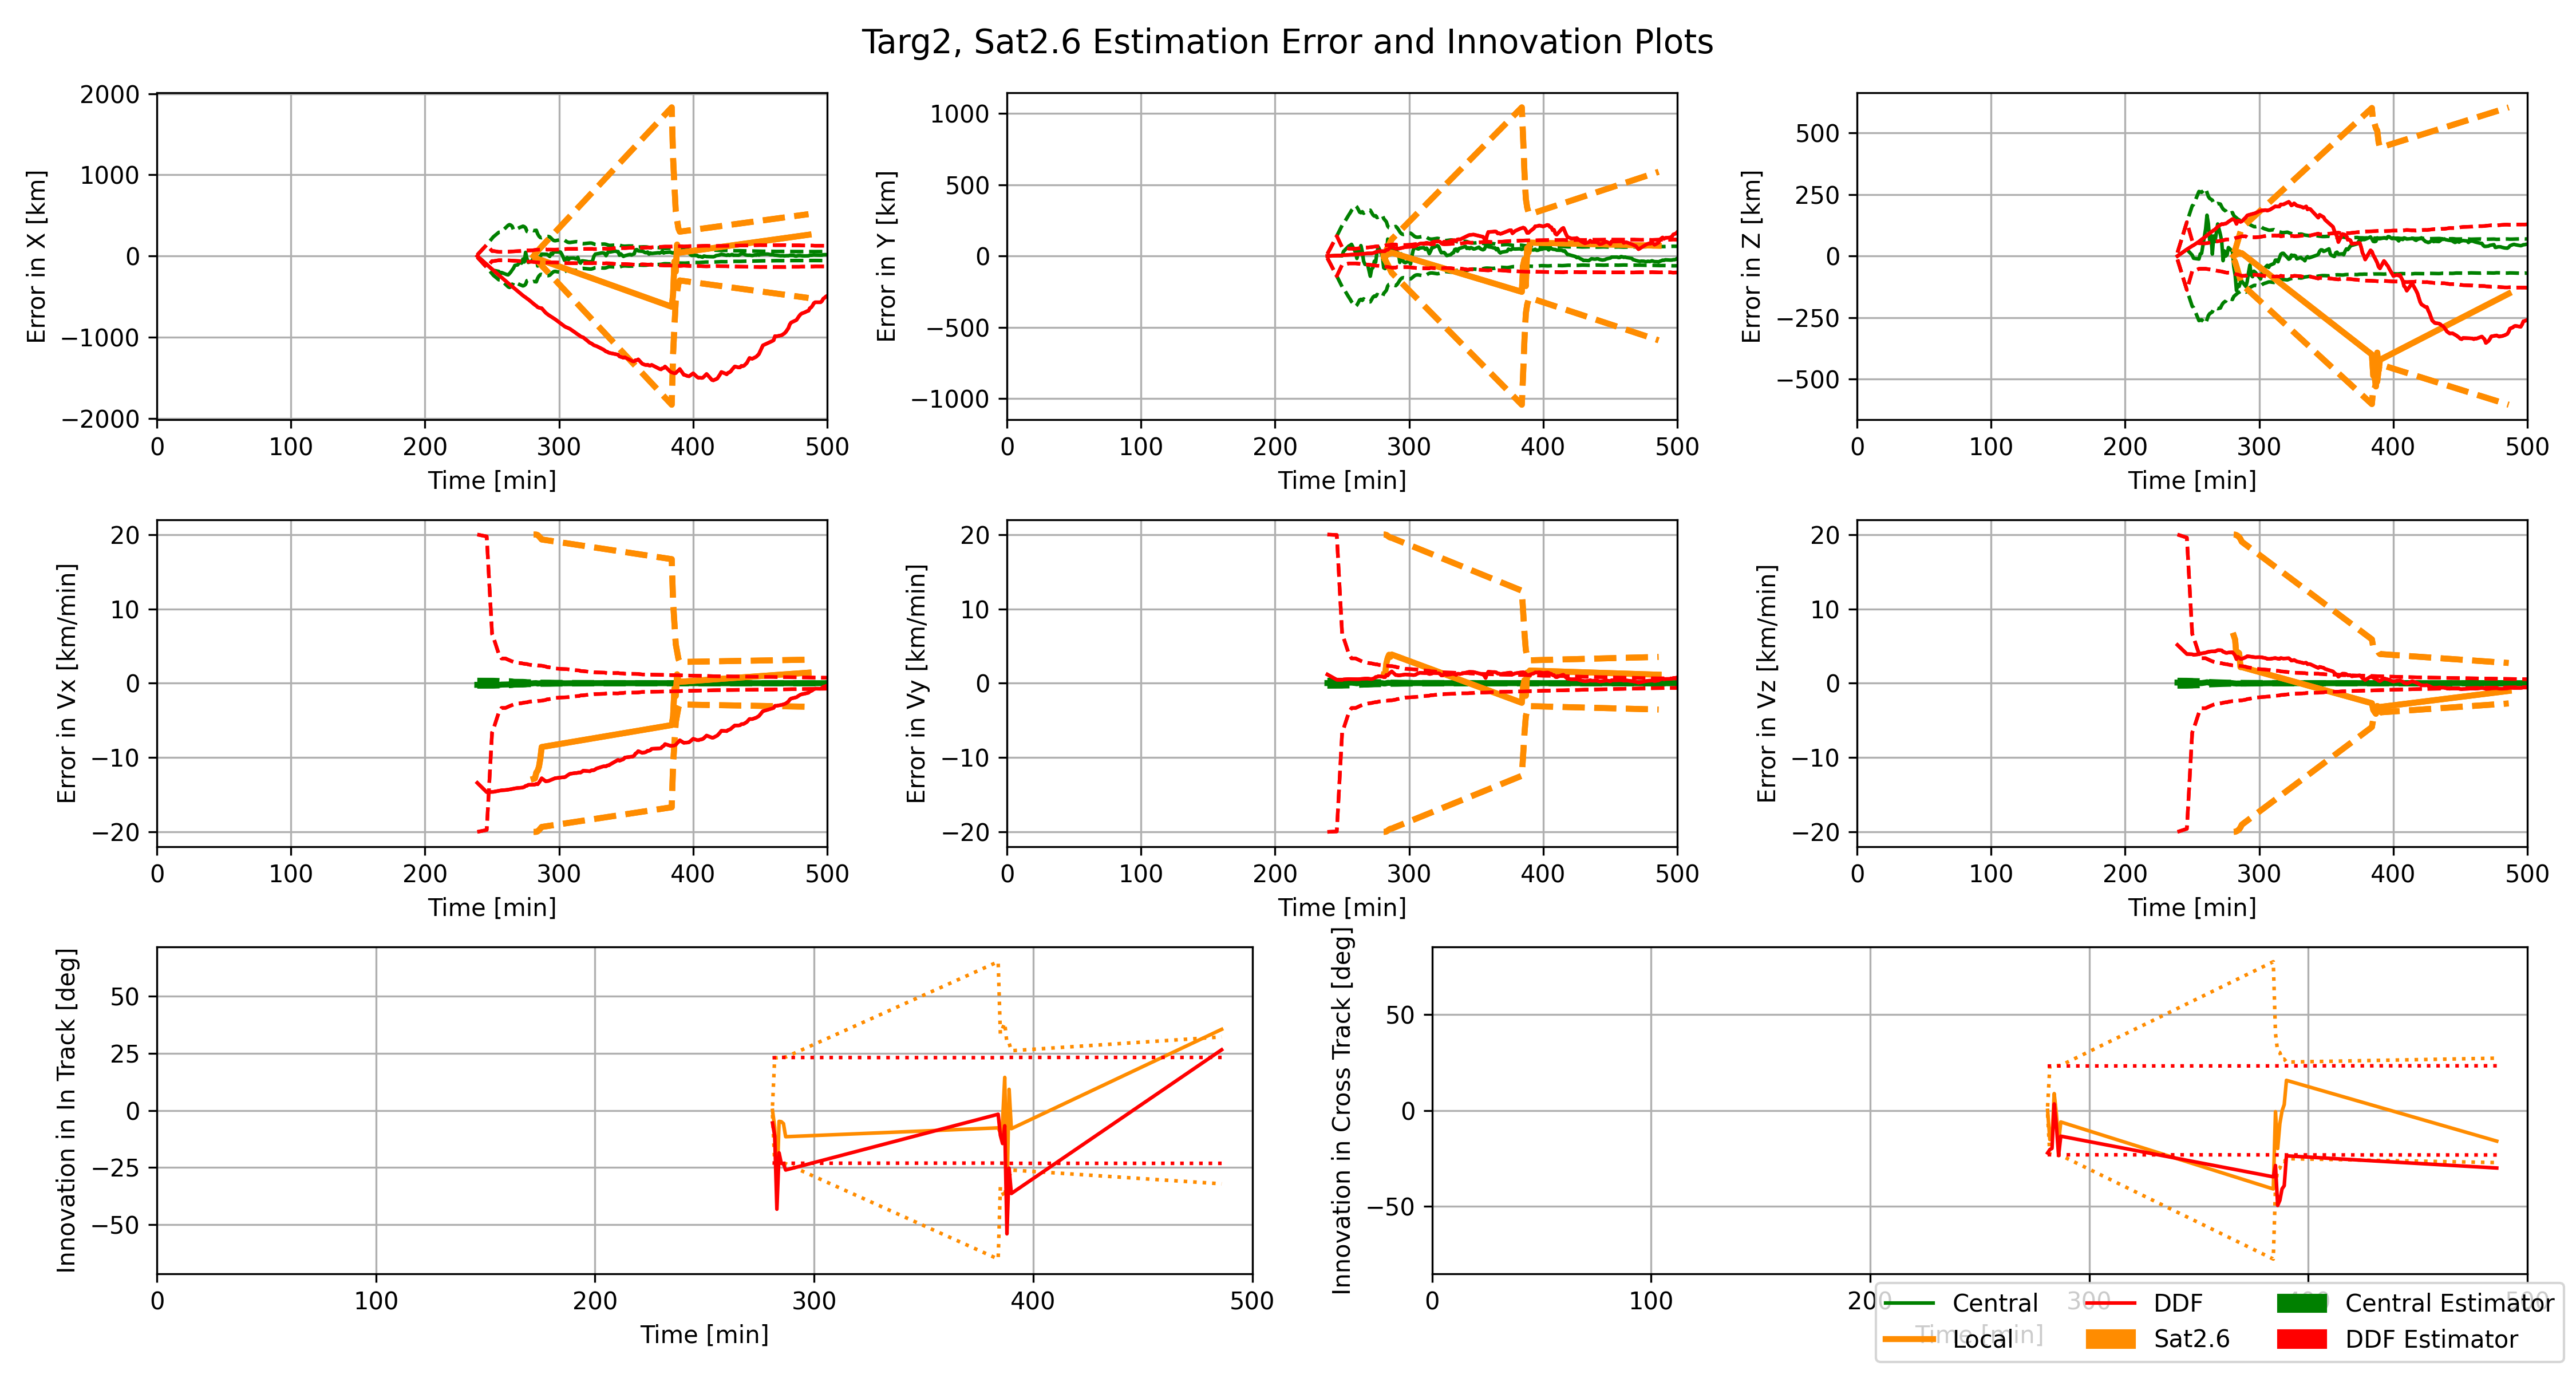 Targ2, Sat2.6 Estimation Error and Innovation Plots
Error in X [km]
2000
1000
0
−1000
−2000
0 100 200 300 400 500
Time [min]
Error in Y [km]
1000
500
0
−500
−1000
0 100 200 300 400 500
Time [min]
Error in Z [km]
500
250
0
−250
−500
0 100 200 300 400 500
Time [min]
Error in Vx [km/min]
20
10
0
−10
−20
0 100 200 300 400 500
Time [min]
Error in Vy [km/min]
20
10
0
−10
−20
0 100 200 300 400 500
Time [min]
Error in Vz [km/min]
20
10
0
−10
−20
0 100 200 300 400 500
Time [min]
Innovation in In Track [deg]
50
25
0
−25
−50
0 100 200 300 400 500
Time [min]
Innovation in Cross Track [deg]
50
0
−50
0 100 200 300 400 500
Time [min]
Central DDF Central Estimator
Local Sat2.6 DDF Estimator